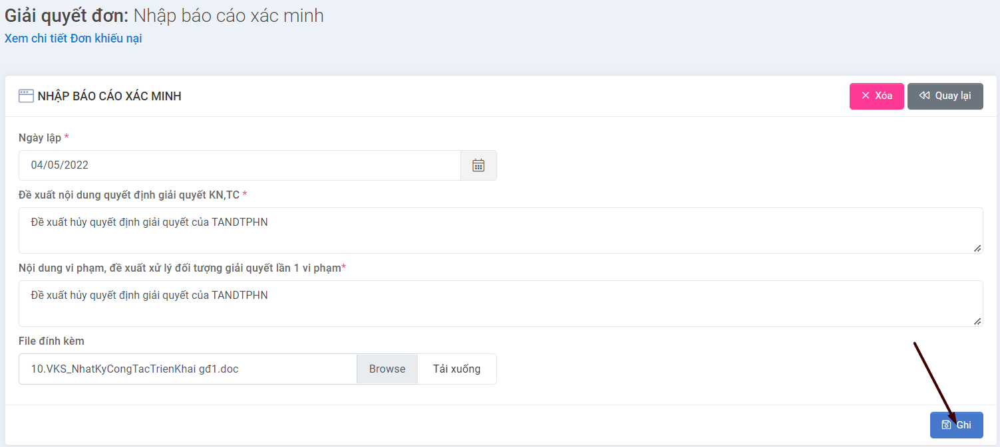 Giải quyết đơn: Nhập báo cáo xác minh
Xem chi tiết Đơn khiếu nại
NHẬP BÁO CÁO XÁC MINH
Xóa
Quay lại
Ngày lập *
04/05/2022
Đề xuất nội dung quyết định giải quyết KN,TC *
Đề xuất hủy quyết định giải quyết của TANDTPHN
Nội dung vi phạm, đề xuất xử lý đối tượng giải quyết lần 1 vi phạm*
Đề xuất hủy quyết định giải quyết của TANDTPHN
File đính kèm
10.VKS_NhatKyCongTacTrienKhai gđ1.doc
Browse
Tải xuống
Ghi